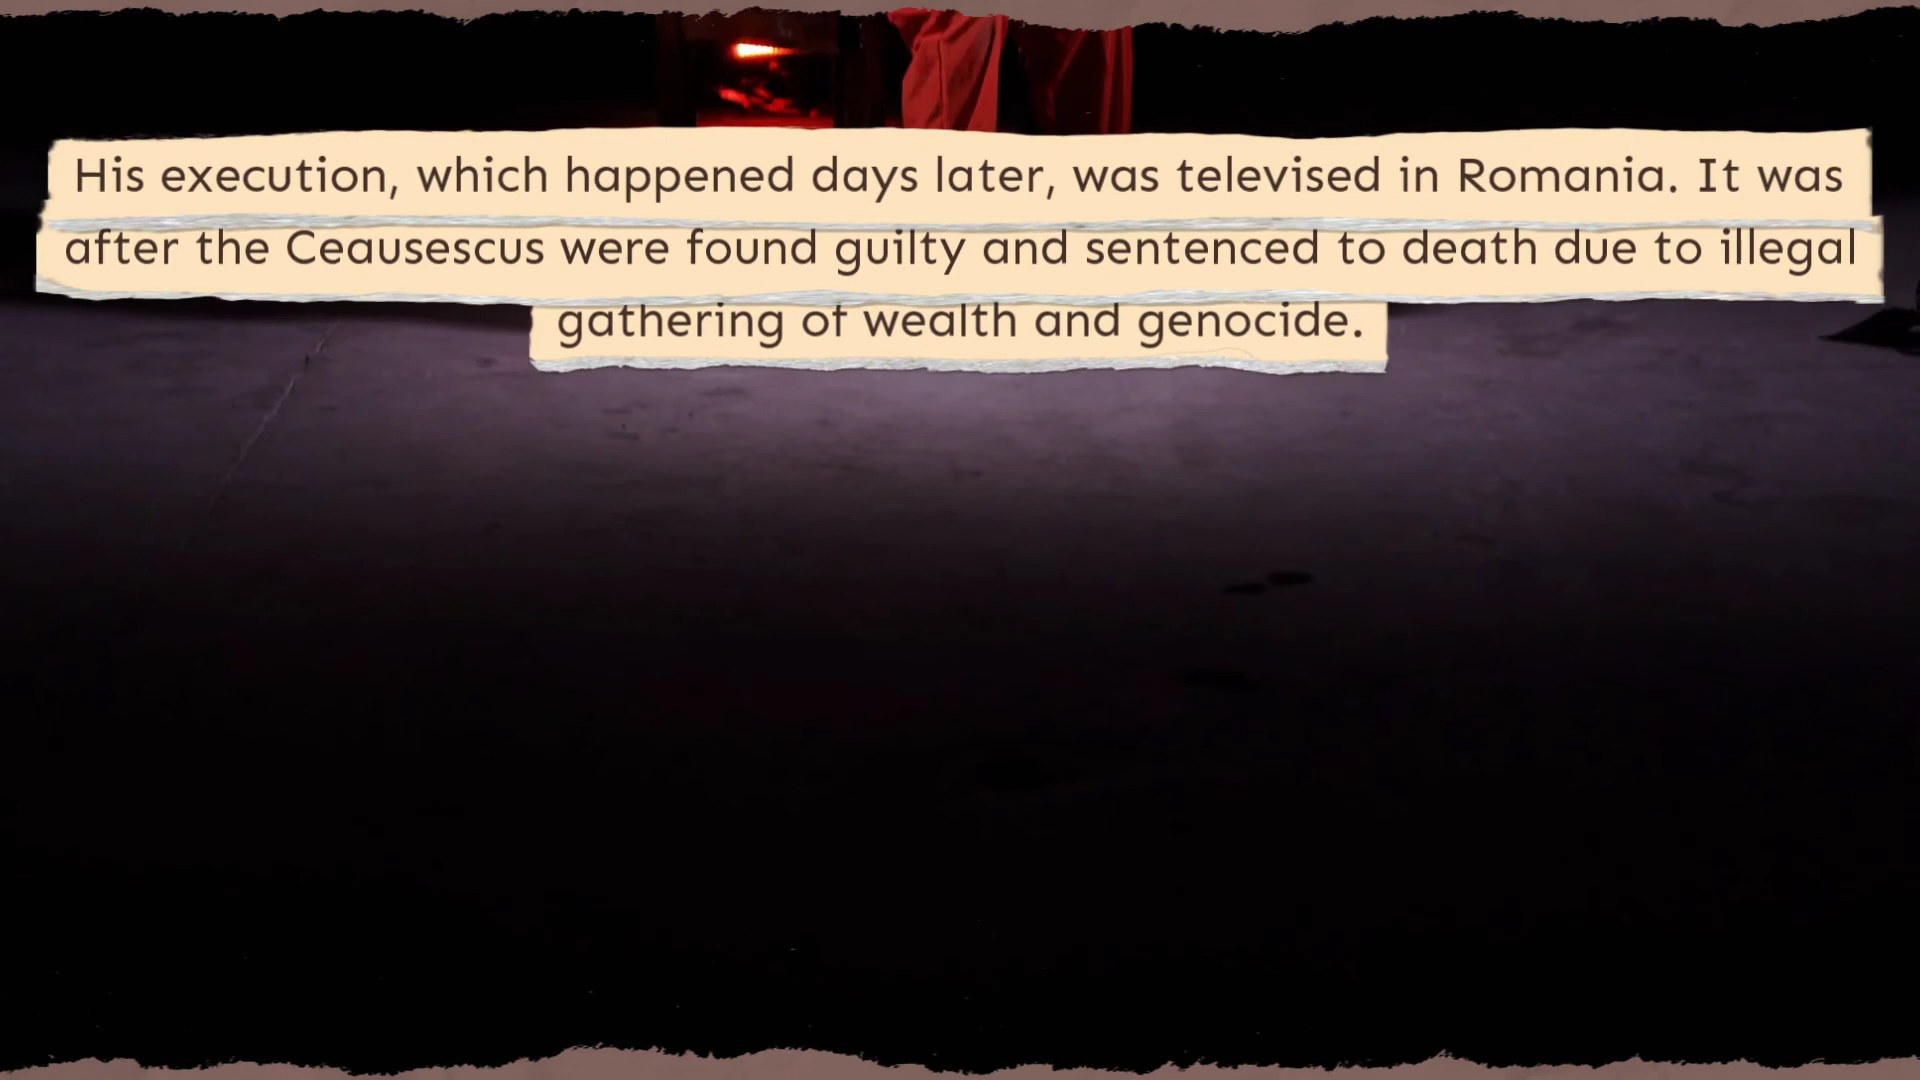 His execution, which happened days later, was televised in Romania. It was
after the Ceausescus were found guilty and sentenced to death due to illegal
gathering of wealth and genocide.